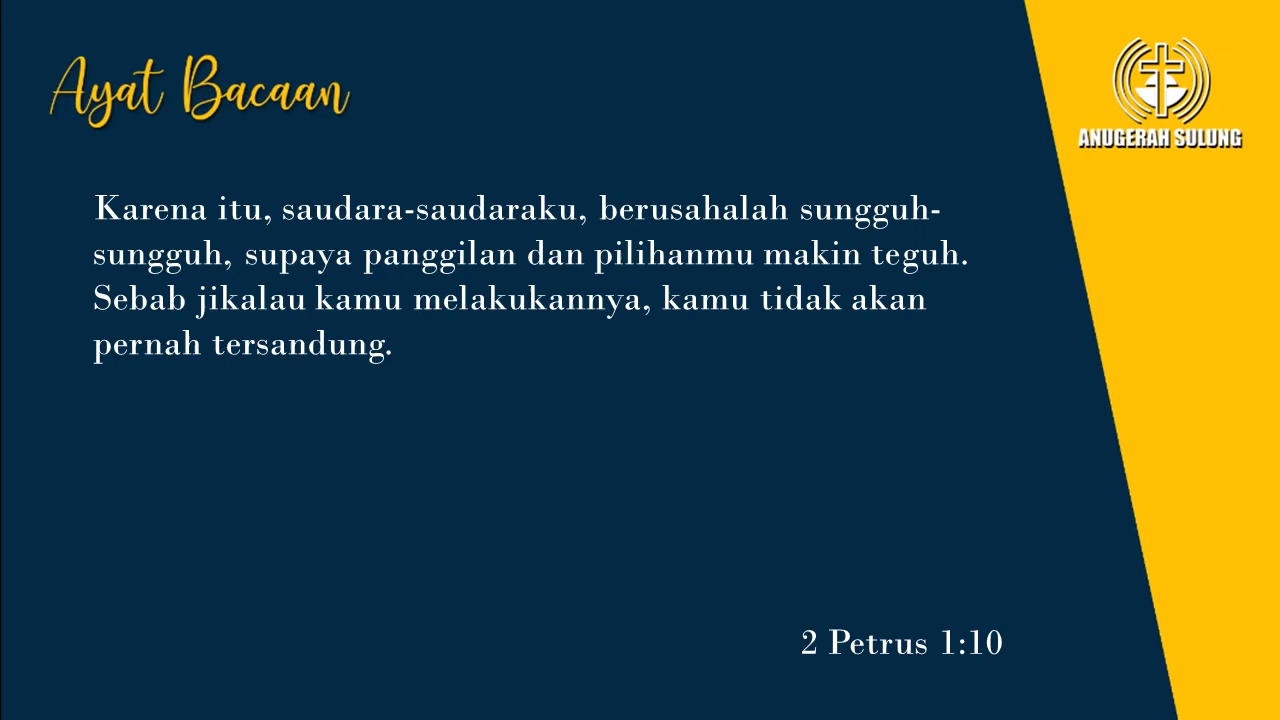 Ayat Bacaan
ANUGERAH SULUNG
Karena itu, saudara-saudaraku, berusahalah sungguh-
sungguh, supaya panggilan dan pilihanmu makin teguh.
Sebab jikalau kamu melakukannya, kamu tidak akan
pernah tersandung.
2 Petrus 1:10